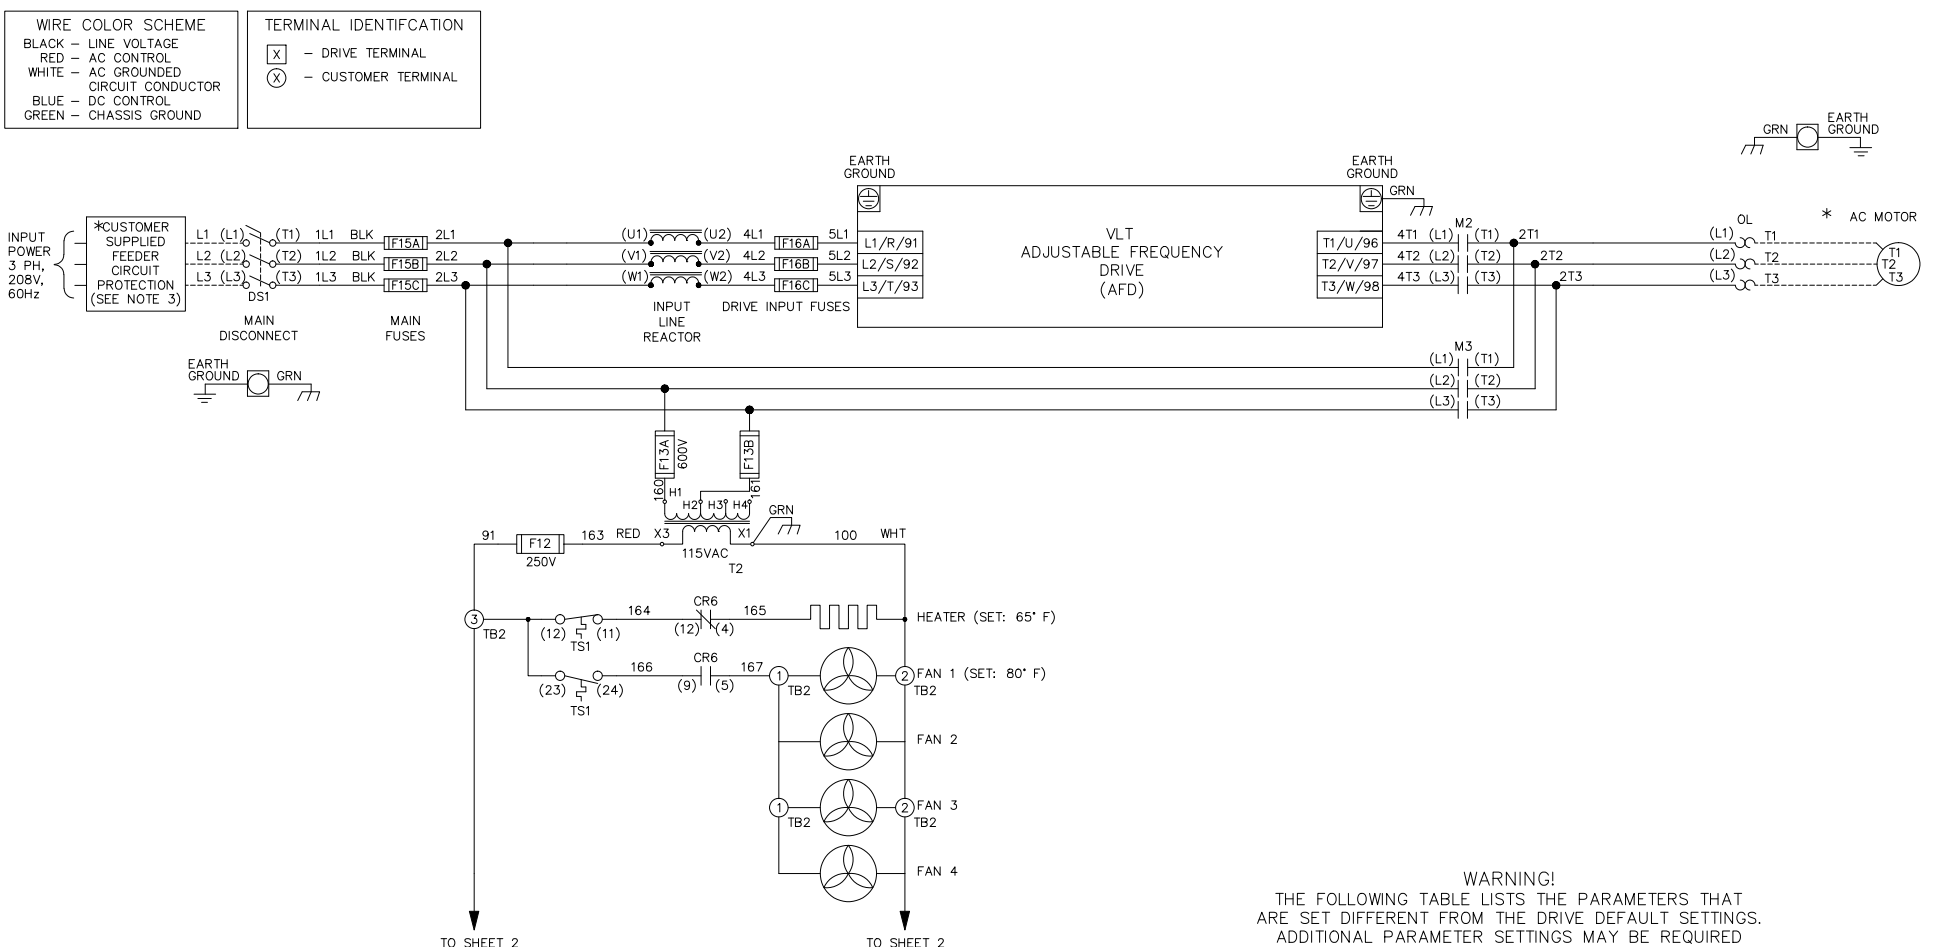 WIRE COLOR SCHEME
BLACK – LINE VOLTAGE
RED – AC CONTROL
WHITE – AC GROUNDED
CIRCUIT CONDUCTOR
BLUE – DC CONTROL
GREEN – CHASSIS GROUND
TERMINAL IDENTIFCATION
X – DRIVE TERMINAL
X – CUSTOMER TERMINAL
GRN
EARTH
GROUND
INPUT
POWER
3 PH,
208V,
60Hz
*CUSTOMER
SUPPLIED
FEEDER
CIRCUIT
PROTECTION
(SEE NOTE 3)
L1 (L1) (T1) 1L1 BLK F15A 2L1
L2 (L2) (T2) 1L2 BLK F15B 2L2
L3 (L3) (T3) 1L3 BLK F15C 2L3
DS1
MAIN
DISCONNECT
MAIN
FUSES
(U1) (U2) 4L1 F16A 5L1
(V1) (V2) 4L2 F16B 5L2
(W1) (W2) 4L3 F16C 5L3
INPUT
LINE
REACTOR
DRIVE INPUT FUSES
EARTH
GROUND
L1/R/91
L2/S/92
L3/T/93
VLT
ADJUSTABLE FREQUENCY
DRIVE
(AFD)
EARTH
GROUND
GRN
T1/U/96
T2/V/97
T3/W/98
M2
4T1 (L1) (T1) 2T1
4T2 (L2) (T2) 2T2
4T3 (L3) (T3) 2T3
OL
(L1) T1
(L2) T2
(L3) T3
* AC MOTOR
T1
T2
T3
M3
(L1) (T1)
(L2) (T2)
(L3) (T3)
EARTH
GROUND
GRN
F13A
600V
F13B
160
161
H1
H2
H3
H4
GRN
91
F12
250V
163
RED
X3
X1
115VAC
T2
100
WHT
3
TB2
(12) (11)
TS1
164
CR6
(12) (4)
165
HEATER (SET: 65° F)
(23) (24)
TS1
166
CR6
(9) (5)
167
1
TB2
2
TB2
FAN 1 (SET: 80° F)
FAN 2
1
TB2
2
TB2
FAN 3
FAN 4
TO SHEET 2
TO SHEET 2
WARNING!
THE FOLLOWING TABLE LISTS THE PARAMETERS THAT
ARE SET DIFFERENT FROM THE DRIVE DEFAULT SETTINGS.
ADDITIONAL PARAMETER SETTINGS MAY BE REQUIRED